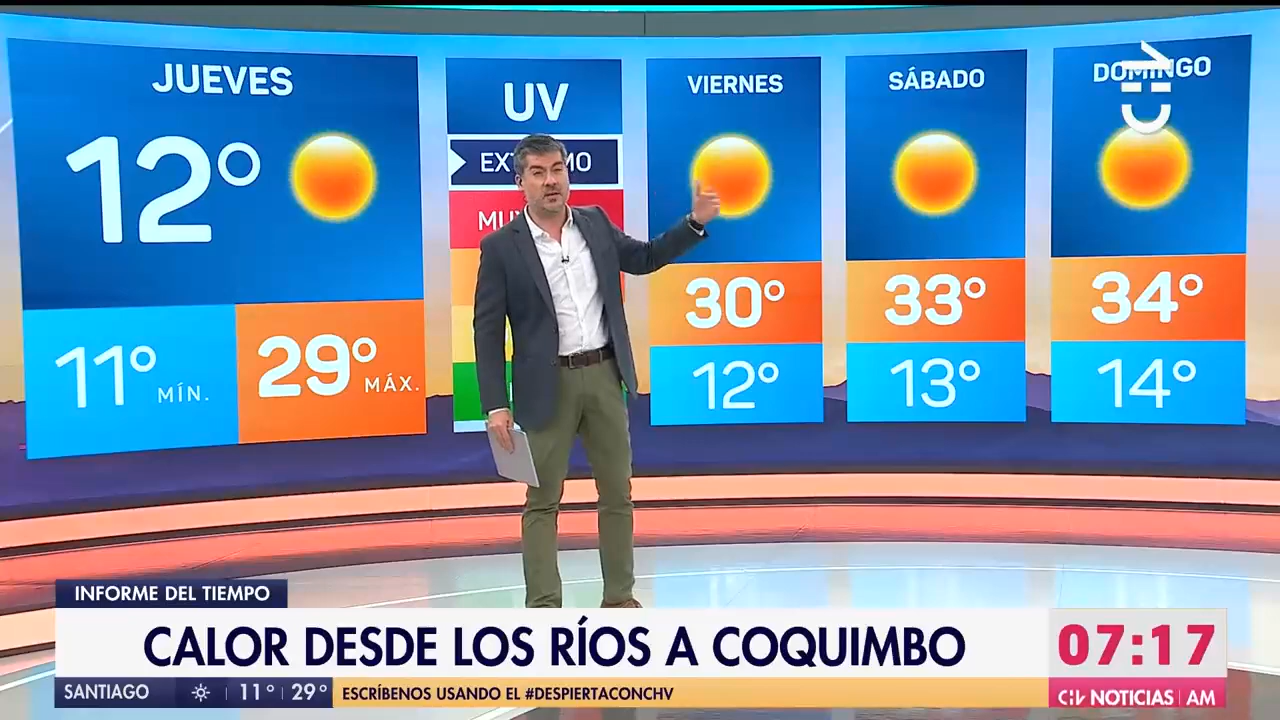 JUEVES
12°
11° MÍN.
29° MÁX.
UV
VIERNES
30°
12°
SÁBADO
33°
13°
DOMINGO
34°
14°
CHV
INFORME DEL TIEMPO
CALOR DESDE LOS RÍOS A COQUIMBO
07:17
SANTIAGO 11° 29° ESCRÍBENOS USANDO EL #DESPIERTACONCHV
CHV NOTICIAS AM